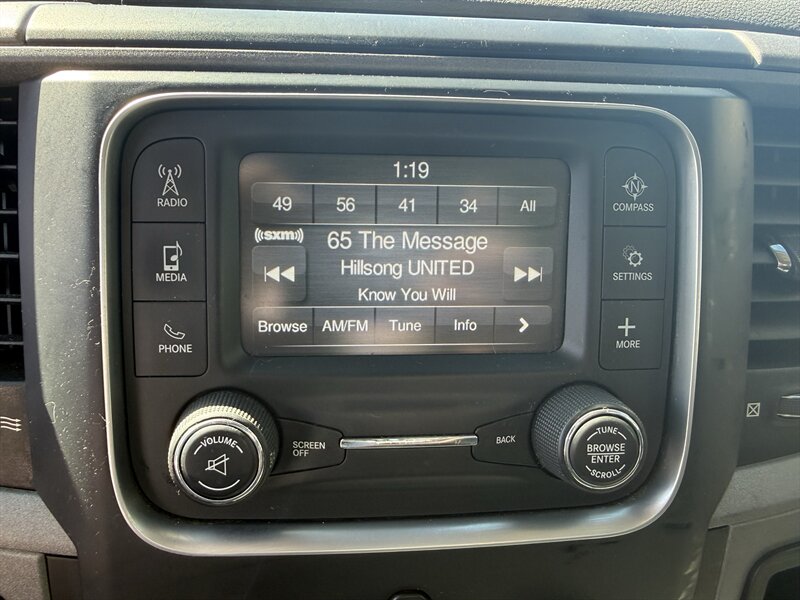 1:19
49 56 41 34 All
((sxm))
65 The Message
Hillsong UNITED
Know You Will
Browse AM/FM Tune Info >
RADIO
MEDIA
PHONE
N
COMPASS
SETTINGS
+
MORE
VOLUME
SCREEN
OFF
BACK
TUNE
BROWSE
ENTER
SCROLL